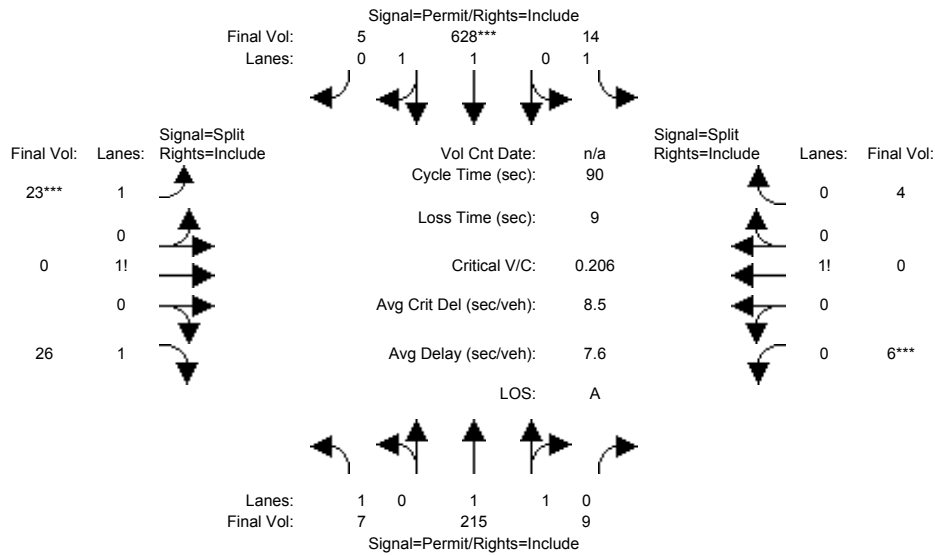 Signal=Permit/Rights=Include
Final Vol: 5 628*** 14
Lanes: 0 1 1 0 1
Signal=Split
Final Vol: Lanes: Rights=Include
Vol Cnt Date: n/a
Signal=Split
Rights=Include Lanes: Final Vol:
Cycle Time (sec): 90
23*** 1
0 4
Loss Time (sec): 9
0
0
0 1!
Critical V/C: 0.206
1! 0
0
Avg Crit Del (sec/veh): 8.5
0
26 1
Avg Delay (sec/veh): 7.6
0 6***
LOS: A
Lanes: 1 0 1 1 0
Final Vol: 7 215 9
Signal=Permit/Rights=Include